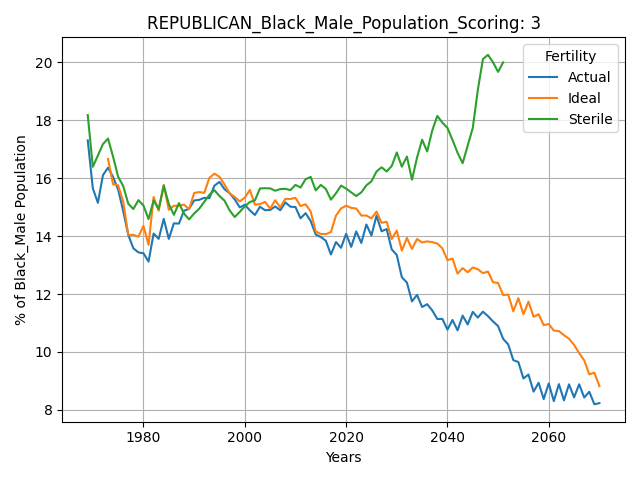 REPUBLICAN_Black_Male_Population_Scoring: 3
% of Black_Male Population
20
18
16
14
12
10
8
Fertility
Actual
Ideal
Sterile
1980 2000 2020 2040 2060
Years